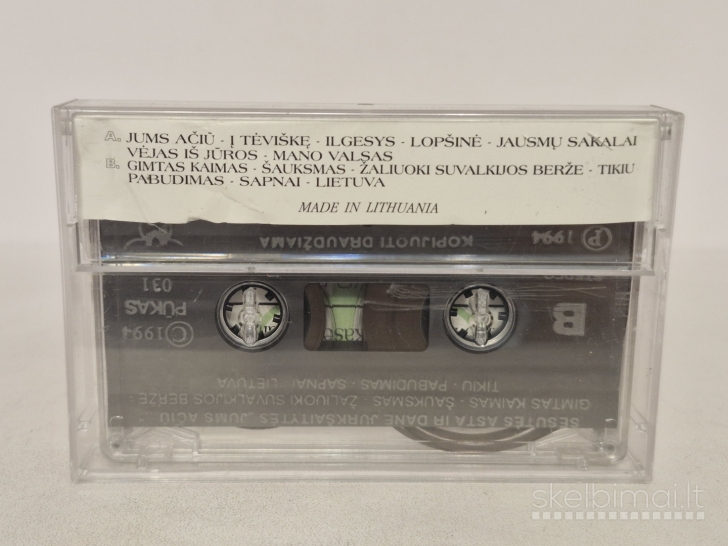 A. JUMS AČIŪ - Į TĖVIŠKĘ - ILGESYS - LOPŠINĖ - JAUSMŲ SAKALAI
VĖJAS IŠ JŪROS - MANO VALSAS
B. GIMTAS KAIMAS - ŠAUKSMAS - ŽALIUOKI SUVALKIJOS BERŽE - TIKIU
PABUDIMAS - SAPNAI - LIETUVA
MADE IN LITHUANIA
Ⓟ 1994
KOPIJUOTI DRAUDŽIAMA
STEREO
B
Ⓒ 1994
PŪKAS
031
SESUTĖS ASTA IR DANĖ JURKŠAITYTĖS „JUMS AČIŪ"...
GIMTAS KAIMAS - ŠAUKSMAS - ŽALIUOKI SUVALKIJOS BERŽE -
TIKIU - PABUDIMAS - SAPNAI - LIETUVA
skelbimai.lt